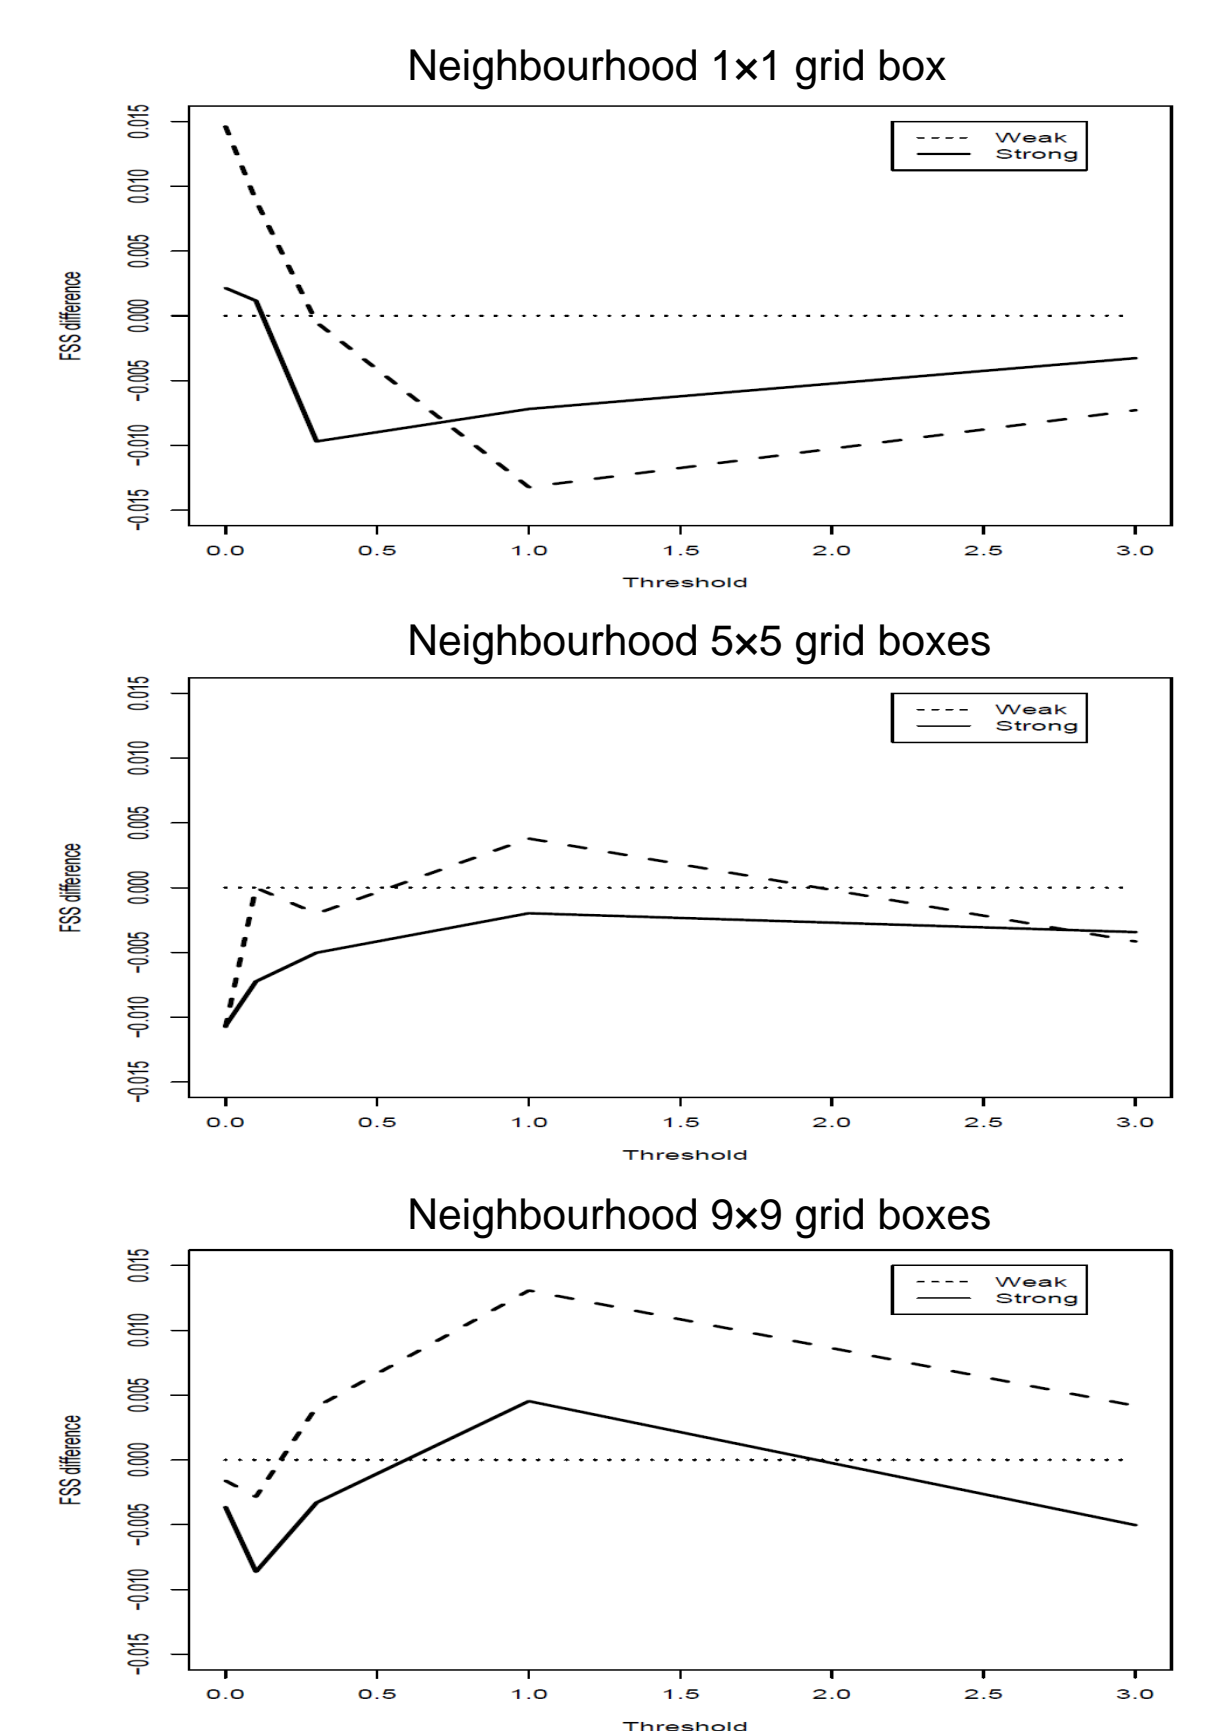 Neighbourhood 1×1 grid box
0.015
0.010
0.005
0.000
-0.005
-0.010
-0.015
FSS difference
Weak
Strong
0.0 0.5 1.0 1.5 2.0 2.5 3.0
Threshold
Neighbourhood 5×5 grid boxes
0.015
0.010
0.005
0.000
-0.005
-0.010
-0.015
FSS difference
Weak
Strong
0.0 0.5 1.0 1.5 2.0 2.5 3.0
Threshold
Neighbourhood 9×9 grid boxes
0.015
0.010
0.005
0.000
-0.005
-0.010
-0.015
FSS difference
Weak
Strong
0.0 0.5 1.0 1.5 2.0 2.5 3.0
Threshold